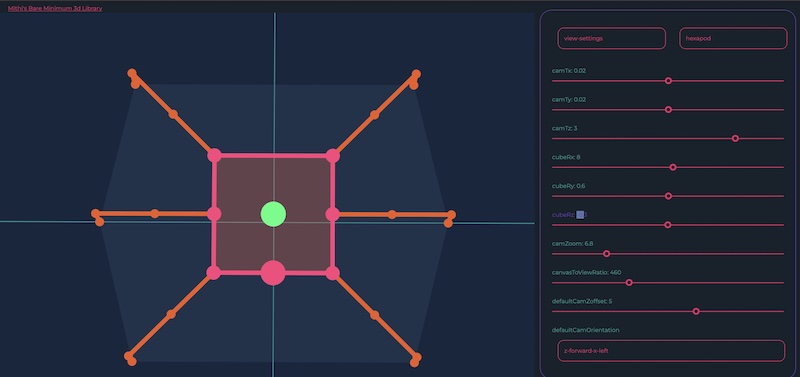 Mithi's Bare Minimum 3d Library
view-settings
hexapod
camTx: 0.02
camTy: 0.02
camTz: 3
cubeRx: 8
cubeRy: 0.6
cubeRz:
camZoom: 6.8
canvasToViewRatio: 460
defaultCamZoffset: 5
defaultCamOrientation
z-forward-x-left